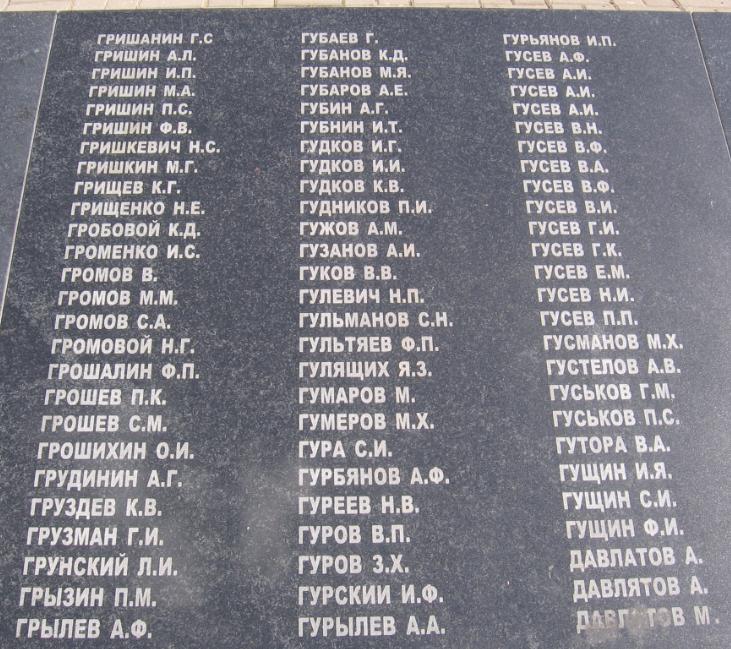 ГРИШАНИН Г.С
ГРИШИН А.Л.
ГРИШИН И.П.
ГРИШИН М.А.
ГРИШИН П.С.
ГРИШИН Ф.В.
ГРИШКЕВИЧ Н.С.
ГРИШКИН М.Г.
ГРИЩЕВ К.Г.
ГРИЩЕНКО Н.Е.
ГРОБОВОЙ К.Д.
ГРОМЕНКО И.С.
ГРОМОВ В.
ГРОМОВ М.М.
ГРОМОВ С.А.
ГРОМОВОЙ Н.Г.
ГРОШАЛИН Ф.П.
ГРОШЕВ П.К.
ГРОШЕВ С.М.
ГРОШИХИН О.И.
ГРУДИНИН А.Г.
ГРУЗДЕВ К.В.
ГРУЗМАН Г.И.
ГРУНСКИЙ Л.И.
ГРЫЗИН П.М.
ГРЫЛЕВ А.Ф.
ГУБАЕВ Г.
ГУБАНОВ К.Д.
ГУБАНОВ М.Я.
ГУБАРОВ А.Е.
ГУБИН А.Г.
ГУБНИН И.Т.
ГУДКОВ И.Г.
ГУДКОВ И.И.
ГУДКОВ К.В.
ГУДНИКОВ П.И.
ГУЖОВ А.М.
ГУЗАНОВ А.И.
ГУКОВ В.В.
ГУЛЕВИЧ Н.П.
ГУЛЬМАНОВ С.Н.
ГУЛЬТЯЕВ Ф.П.
ГУЛЯЩИХ Я.З.
ГУМАРОВ М.
ГУМЕРОВ М.Х.
ГУРА С.И.
ГУРБЯНОВ А.Ф.
ГУРЕЕВ Н.В.
ГУРОВ В.П.
ГУРОВ З.Х.
ГУРСКИИ И.Ф.
ГУРЫЛЕВ А.А.
ГУРЬЯНОВ И.П.
ГУСЕВ А.Ф.
ГУСЕВ А.И.
ГУСЕВ А.И.
ГУСЕВ А.И.
ГУСЕВ В.Н.
ГУСЕВ В.Ф.
ГУСЕВ В.А.
ГУСЕВ В.Ф.
ГУСЕВ В.И.
ГУСЕВ Г.И.
ГУСЕВ Г.К.
ГУСЕВ Е.М.
ГУСЕВ Н.И.
ГУСЕВ П.П.
ГУСМАНОВ М.Х.
ГУСТЕЛОВ А.В.
ГУСЬКОВ Г.М.
ГУСЬКОВ П.С.
ГУТОРА В.А.
ГУЩИН И.Я.
ГУЩИН С.И.
ГУЩИН Ф.И.
ДАВЛАТОВ А.
ДАВЛЯТОВ А.
М.